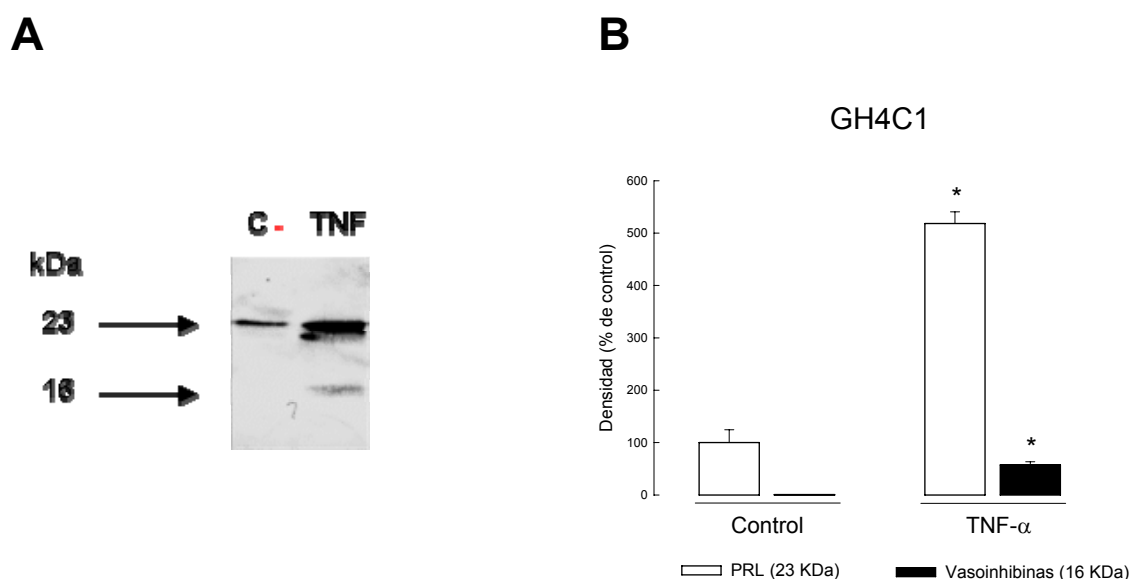 A
C - TNF
kDa
23
16
B
GH4C1
Densidad (% de control)
600
500
400
300
200
100
0
*
*
Control
TNF-α
PRL (23 KDa)
Vasoinhibinas (16 KDa)